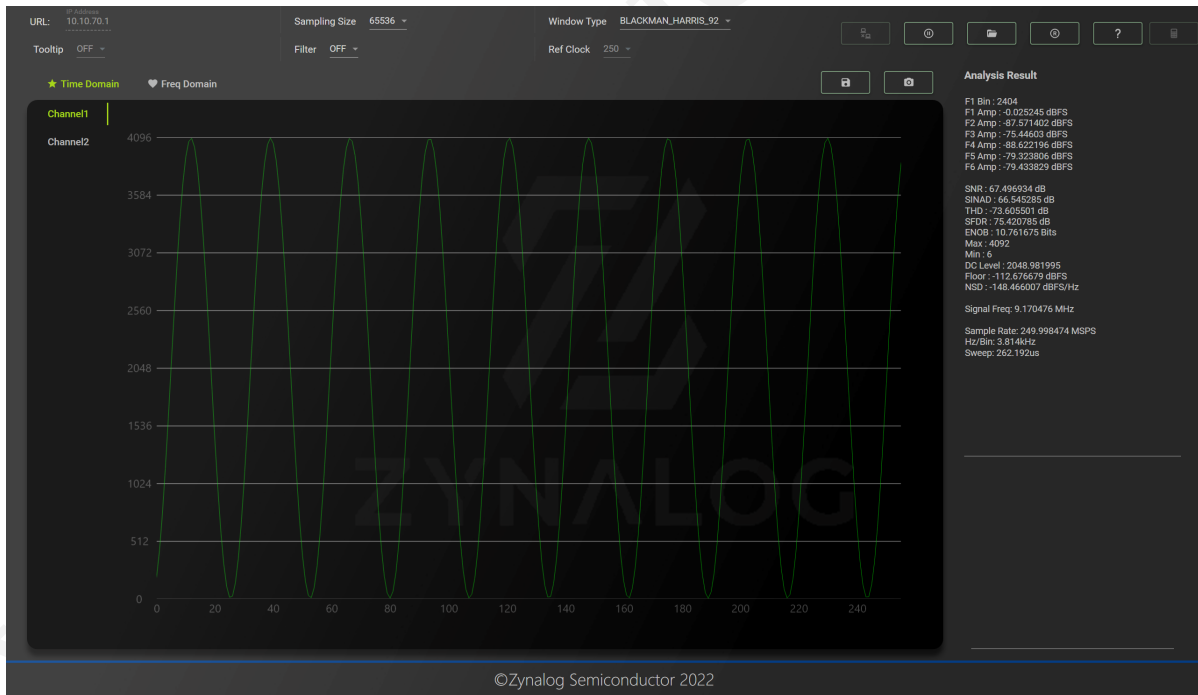 IP Address
URL: 10.10.70.1 Sampling Size 65536 Window Type BLACKMAN_HARRIS_92
Tooltip OFF Filter OFF Ref Clock 250
Time Domain Freq Domain
Channel1
Channel2
4096
3584
3072
2560
2048
1536
1024
512
0
0 20 40 60 80 100 120 140 160 180 200 220 240
ZYNALOG
Analysis Result
F1 Bin : 2404
F1 Amp : -0.025245 dBFS
F2 Amp : -87.571402 dBFS
F3 Amp : -75.44603 dBFS
F4 Amp : -88.622196 dBFS
F5 Amp : -79.323806 dBFS
F6 Amp : -79.433829 dBFS
SNR : 67.496934 dB
SINAD : 66.545285 dB
THD : -73.605501 dB
SFDR : 75.420785 dB
ENOB : 10.761675 Bits
Max : 4092
Min : 6
DC Level : 2048.981995
Floor : -112.676679 dBFS
NSD : -148.466007 dBFS/Hz
Signal Freq: 9.170476 MHz
Sample Rate: 249.998474 MSPS
Hz/Bin: 3.814kHz
Sweep: 262.192us
©Zynalog Semiconductor 2022